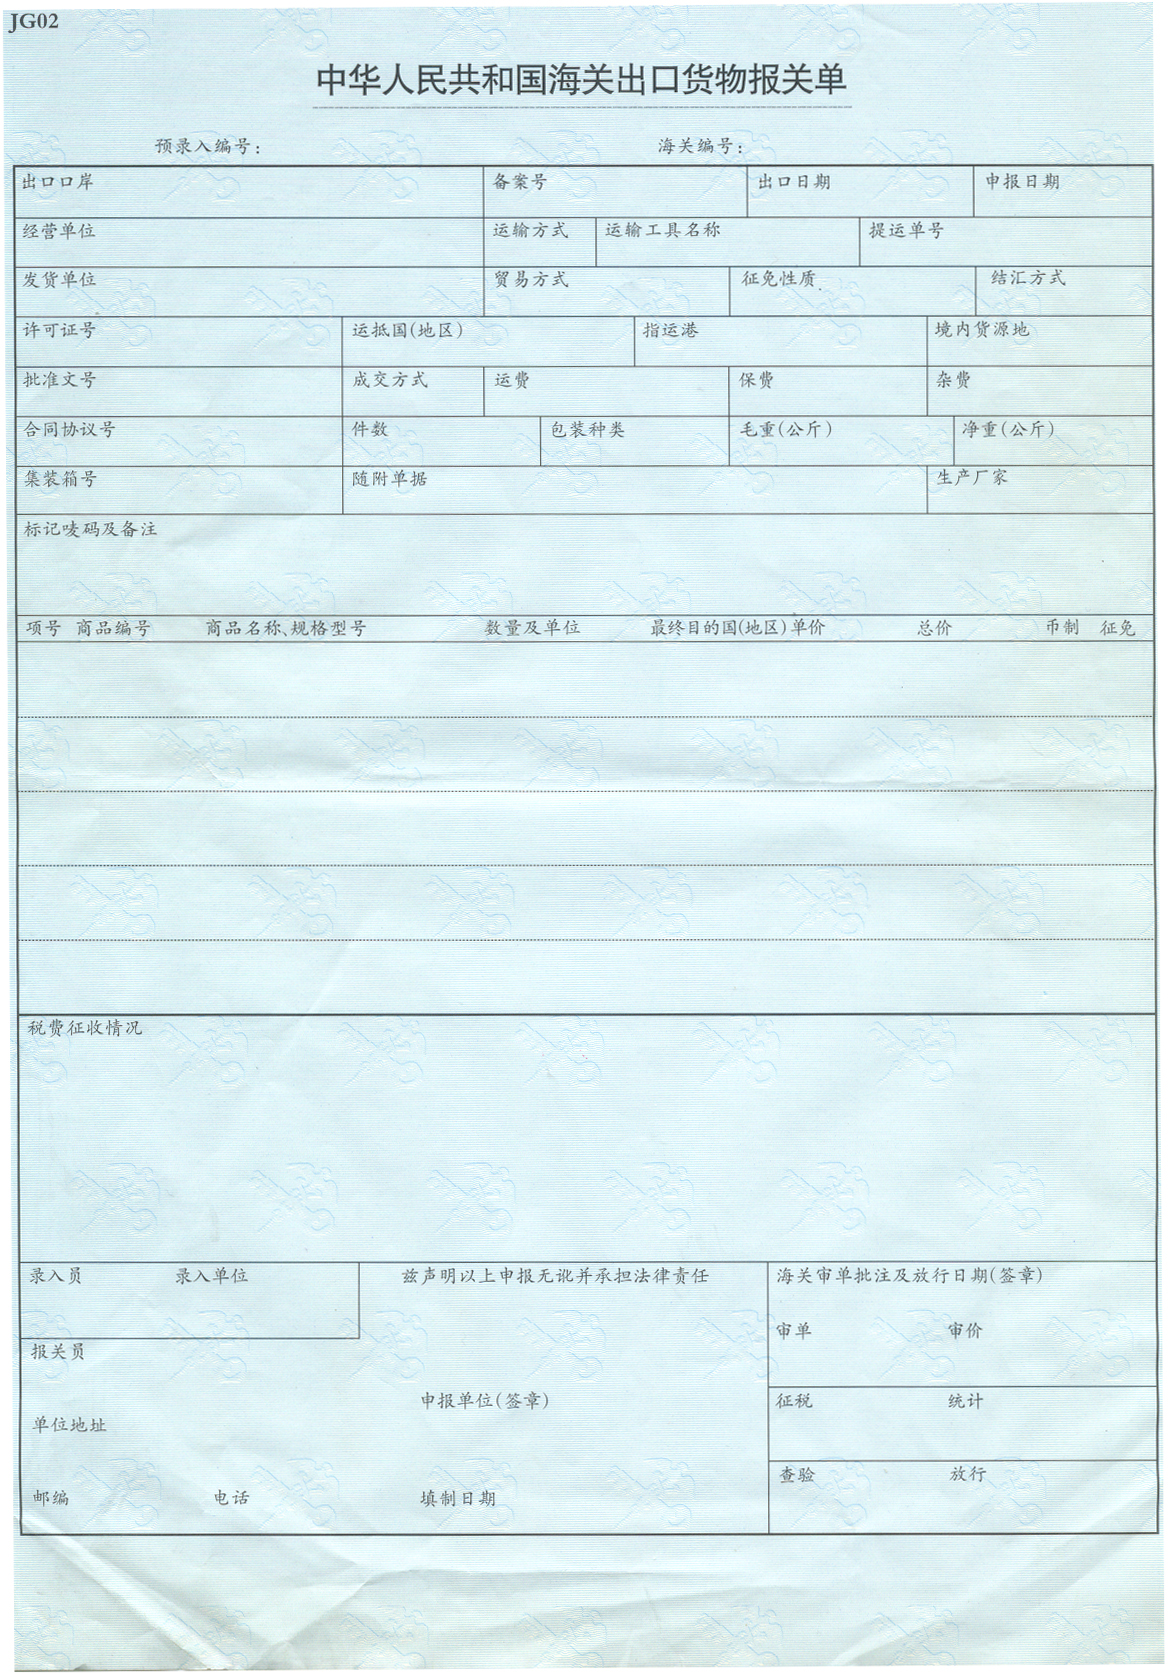 JG02
中华人民共和国海关出口货物报关单
预录入编号： 海关编号：
出口口岸 备案号 出口日期 申报日期
经营单位 运输方式 运输工具名称 提运单号
发货单位 贸易方式 征免性质 结汇方式
许可证号 运抵国(地区) 指运港 境内货源地
批准文号 成交方式 运费 保费 杂费
合同协议号 件数 包装种类 毛重(公斤) 净重(公斤)
集装箱号 随附单据 生产厂家
标记唛码及备注
项号 商品编号 商品名称、规格型号 数量及单位 最终目的国(地区)单价 总价 币制 征免
税费征收情况
录入员 录入单位 兹声明以上申报无讹并承担法律责任 海关审单批注及放行日期(签章)
审单 审价
报关员
申报单位(签章) 征税 统计
单位地址
查验 放行
邮编 电话 填制日期